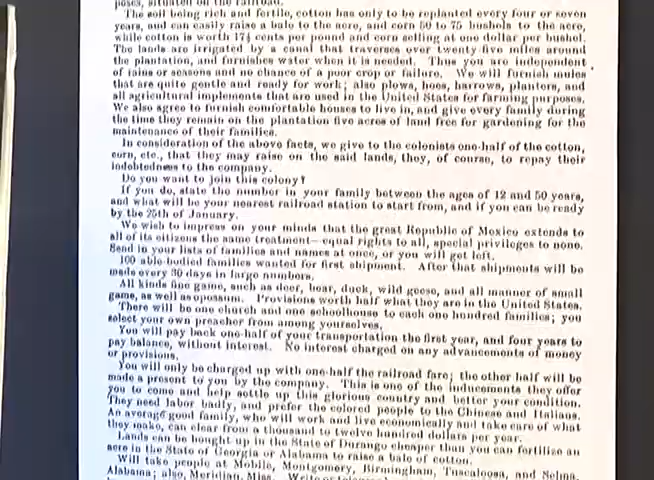 poses, situated on the railroad.
The soil being rich and fertile, cotton has only to be replanted every four or seven
years, and can easily raise a bale to the acre, and corn 50 to 75 bushels to the acre,
while cotton is worth 17½ cents per pound and corn selling at one dollar per bushel.
The lands are irrigated by a canal that traverses over twenty five miles around
the plantation, and furnishes water when it is needed. Thus you are independent
of rains or seasons and no chance of a poor crop or failure. We will furnish mules
that are quite gentle and ready for work; also plows, hoes, harrows, planters, and
all agricultural implements that are used in the United States for farming purposes.
We also agree to furnish comfortable houses to live in, and give every family during
the time they remain on the plantation five acres of land free for gardening for the
maintenance of their families.
In consideration of the above facts, we give to the colonists one-half of the cotton,
corn, etc., that they may raise on the said lands, they, of course, to repay their
indebtedness to the company.
Do you want to join this colony?
If you do, state the number in your family between the ages of 12 and 50 years,
and what will be your nearest railroad station to start from, and if you can be ready
by the 25th of January.
We wish to impress on your minds that the great Republic of Mexico extends to
all of its citizens the same treatment—equal rights to all, special privileges to none.
Send in your lists of families and names at once, or you will get left.
100 able-bodied families wanted for first shipment. After that shipments will be
made every 30 days in large numbers.
All kinds fine game, such as deer, bear, duck, wild geese, and all manner of small
game, as well as opossum. Provisions worth half what they are in the United States.
There will be one church and one schoolhouse to each one hundred families; you
select your own preacher from among yourselves.
You will pay back one-half of your transportation the first year, and four years to
pay balance, without interest. No interest charged on any advancements of money
or provisions.
You will only be charged up with one-half the railroad fare; the other half will be
made a present to you by the company. This is one of the inducements they offer
you to come and help settle up this glorious country and better your condition.
They need labor badly, and prefer the colored people to the Chinese and Italians.
An average good family, who will work and live economically and take care of what
they make, can clear from a thousand to twelve hundred dollars per year.
Lands can be bought up in the State of Durango cheaper than you can fertilize an
acre in the State of Georgia or Alabama to raise a bale of cotton.
Will take people at Mobile, Montgomery, Birmingham, Tuscaloosa, and Selma,
Alabama; also, Meridian, Miss.